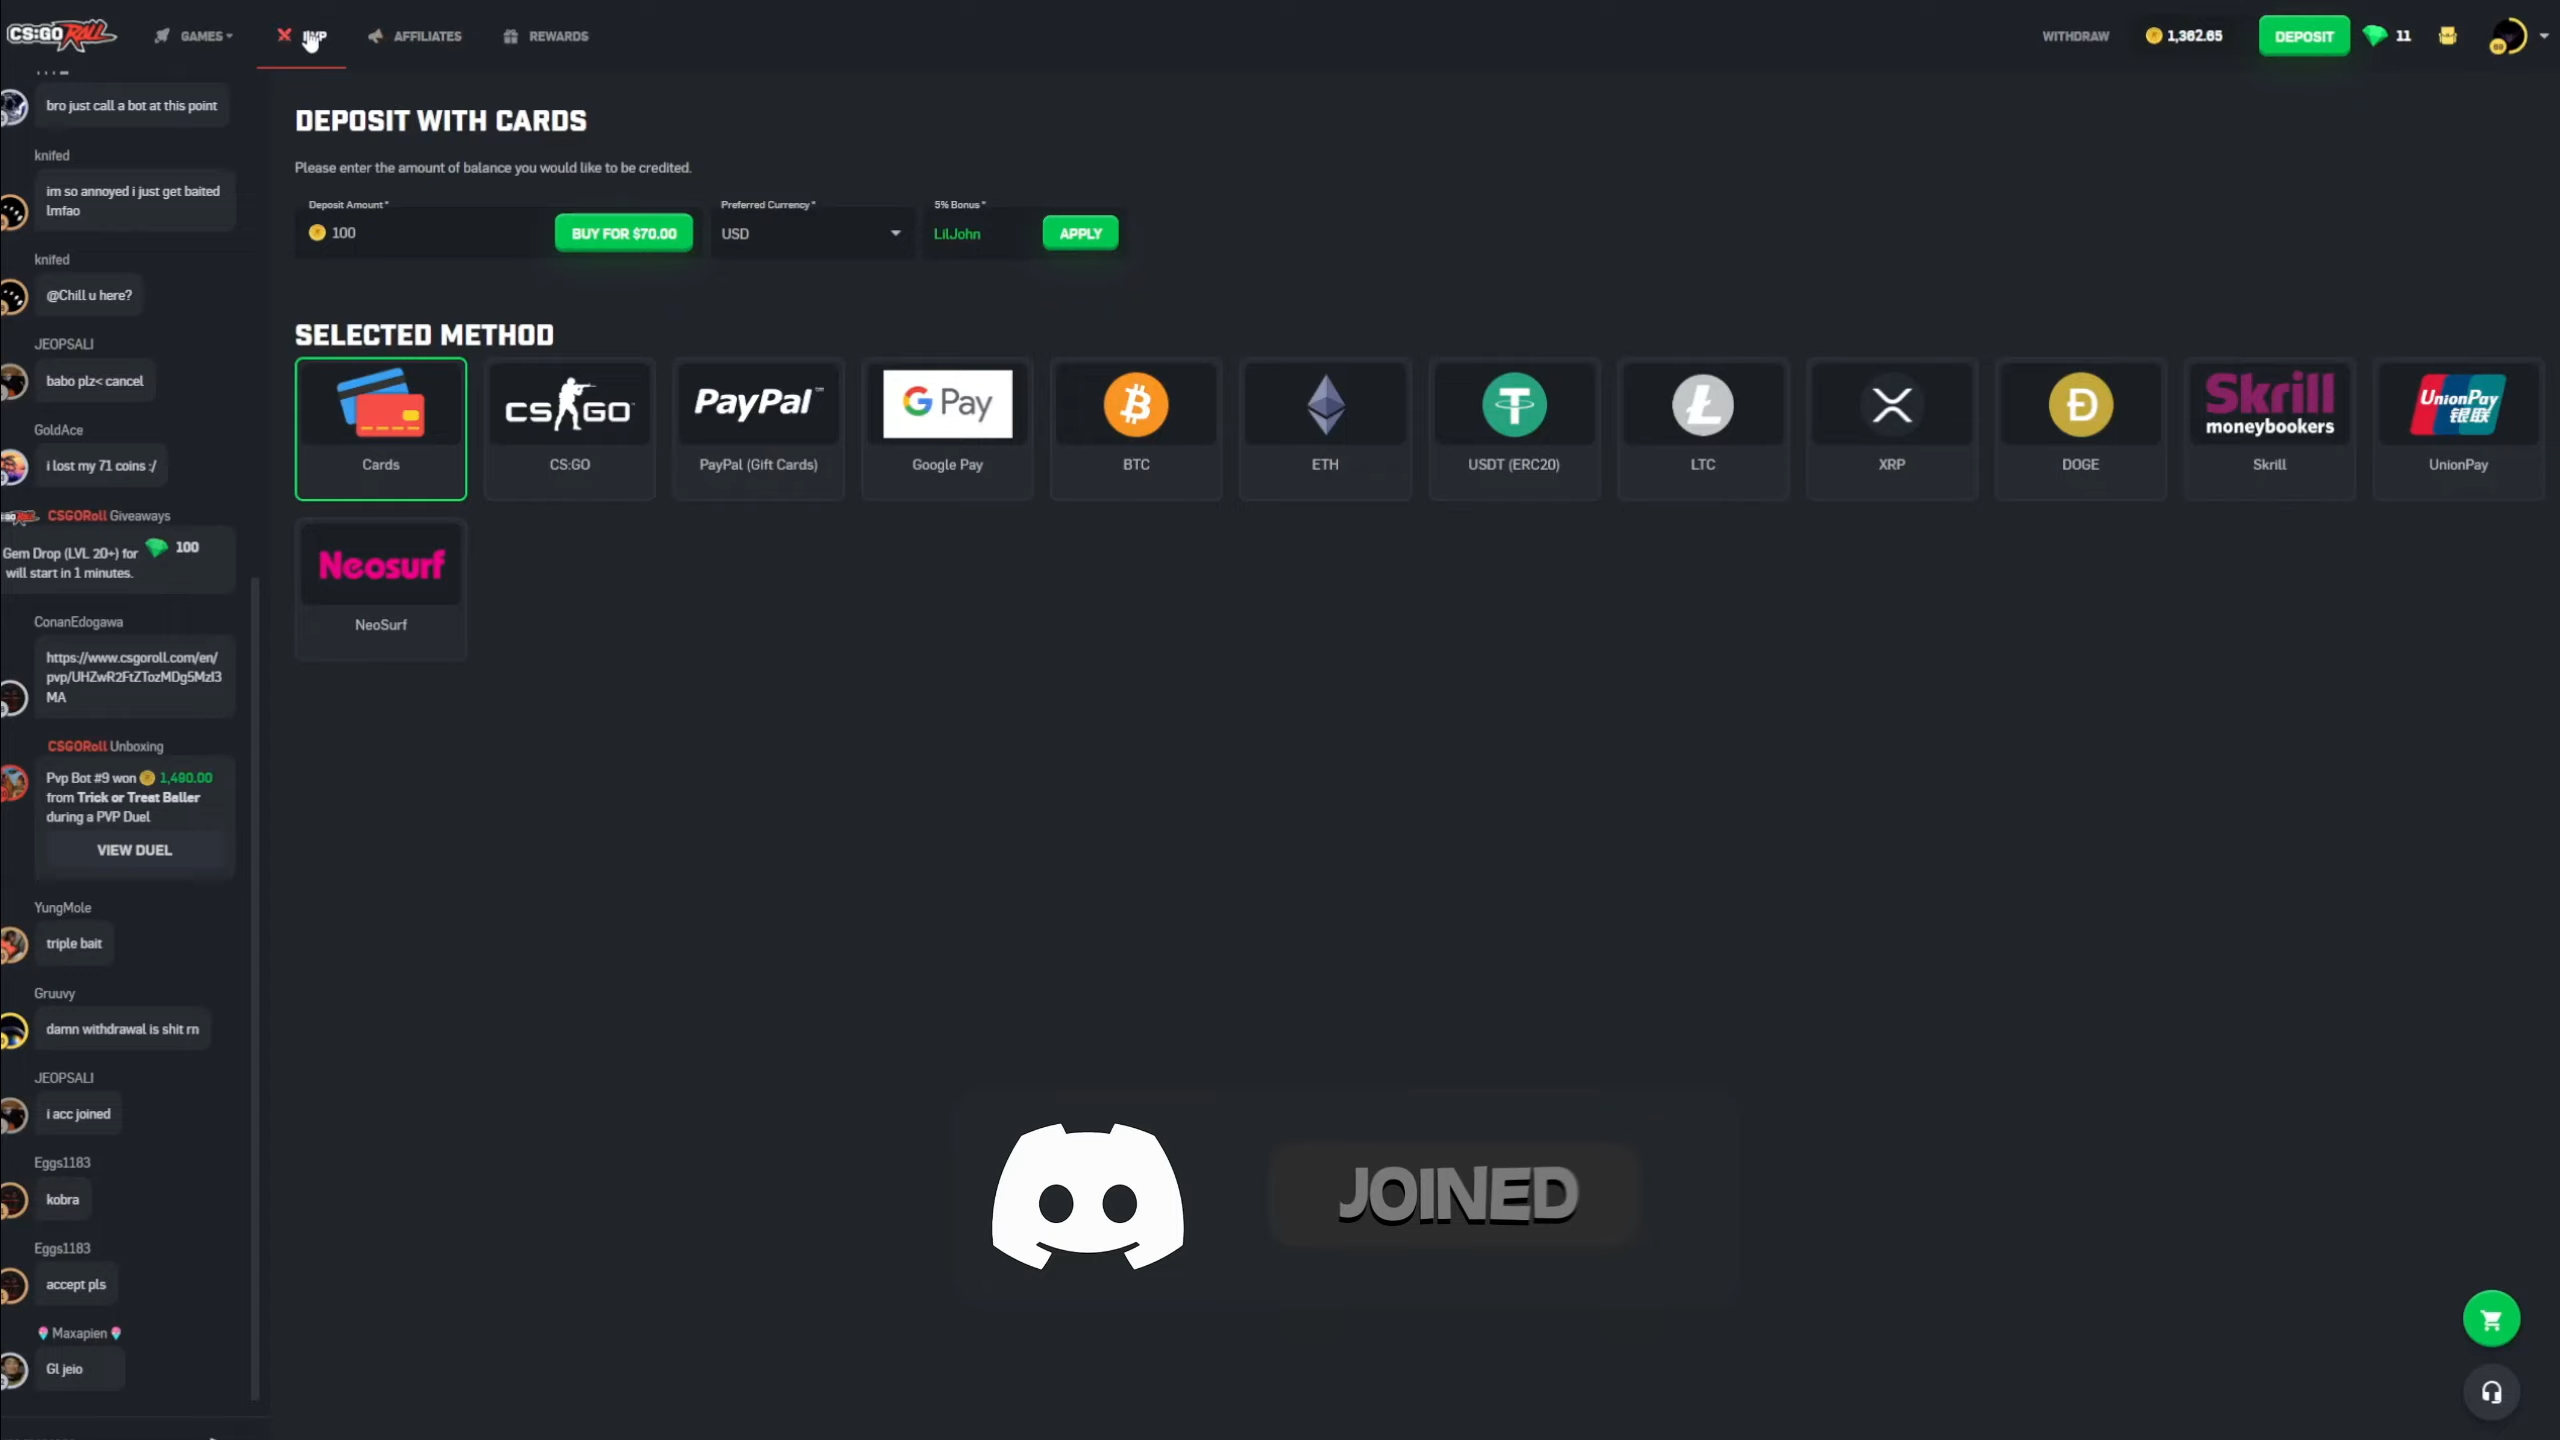 CS:GO ROLL
GAMES
PVP
AFFILIATES
REWARDS
WITHDRAW
1,362.65
DEPOSIT
11
bro just call a bot at this point
knifed
im so annoyed i just get baited
lmfao
knifed
@Chill u here?
JEOPSALI
babo plz< cancel
GoldAce
i lost my 71 coins :/
CSGORoll Giveaways
Gem Drop (LVL 20+) for 100
will start in 1 minutes.
ConanEdogawa
https://www.csgoroll.com/en/
pvp/UHZwR2FtZTozMDg5MzI3
MA
CSGORoll Unboxing
Pvp Bot #9 won 1,490.00
from Trick or Treat Baller
during a PVP Duel
VIEW DUEL
YungMole
triple bait
Gruuvy
damn withdrawal is shit rn
JEOPSALI
i acc joined
Eggs1183
kobra
Eggs1183
accept pls
Maxapien
Gl jeio
DEPOSIT WITH CARDS
Please enter the amount of balance you would like to be credited.
Deposit Amount *
100
BUY FOR $70.00
Preferred Currency *
USD
5% Bonus *
LilJohn
APPLY
SELECTED METHOD
Cards
CS GO
CS:GO
PayPal™
PayPal (Gift Cards)
G Pay
Google Pay
BTC
ETH
USDT (ERC20)
LTC
XRP
DOGE
Skrill
moneybookers
Skrill
UnionPay
银联
UnionPay
Neosurf
NeoSurf
JOINED